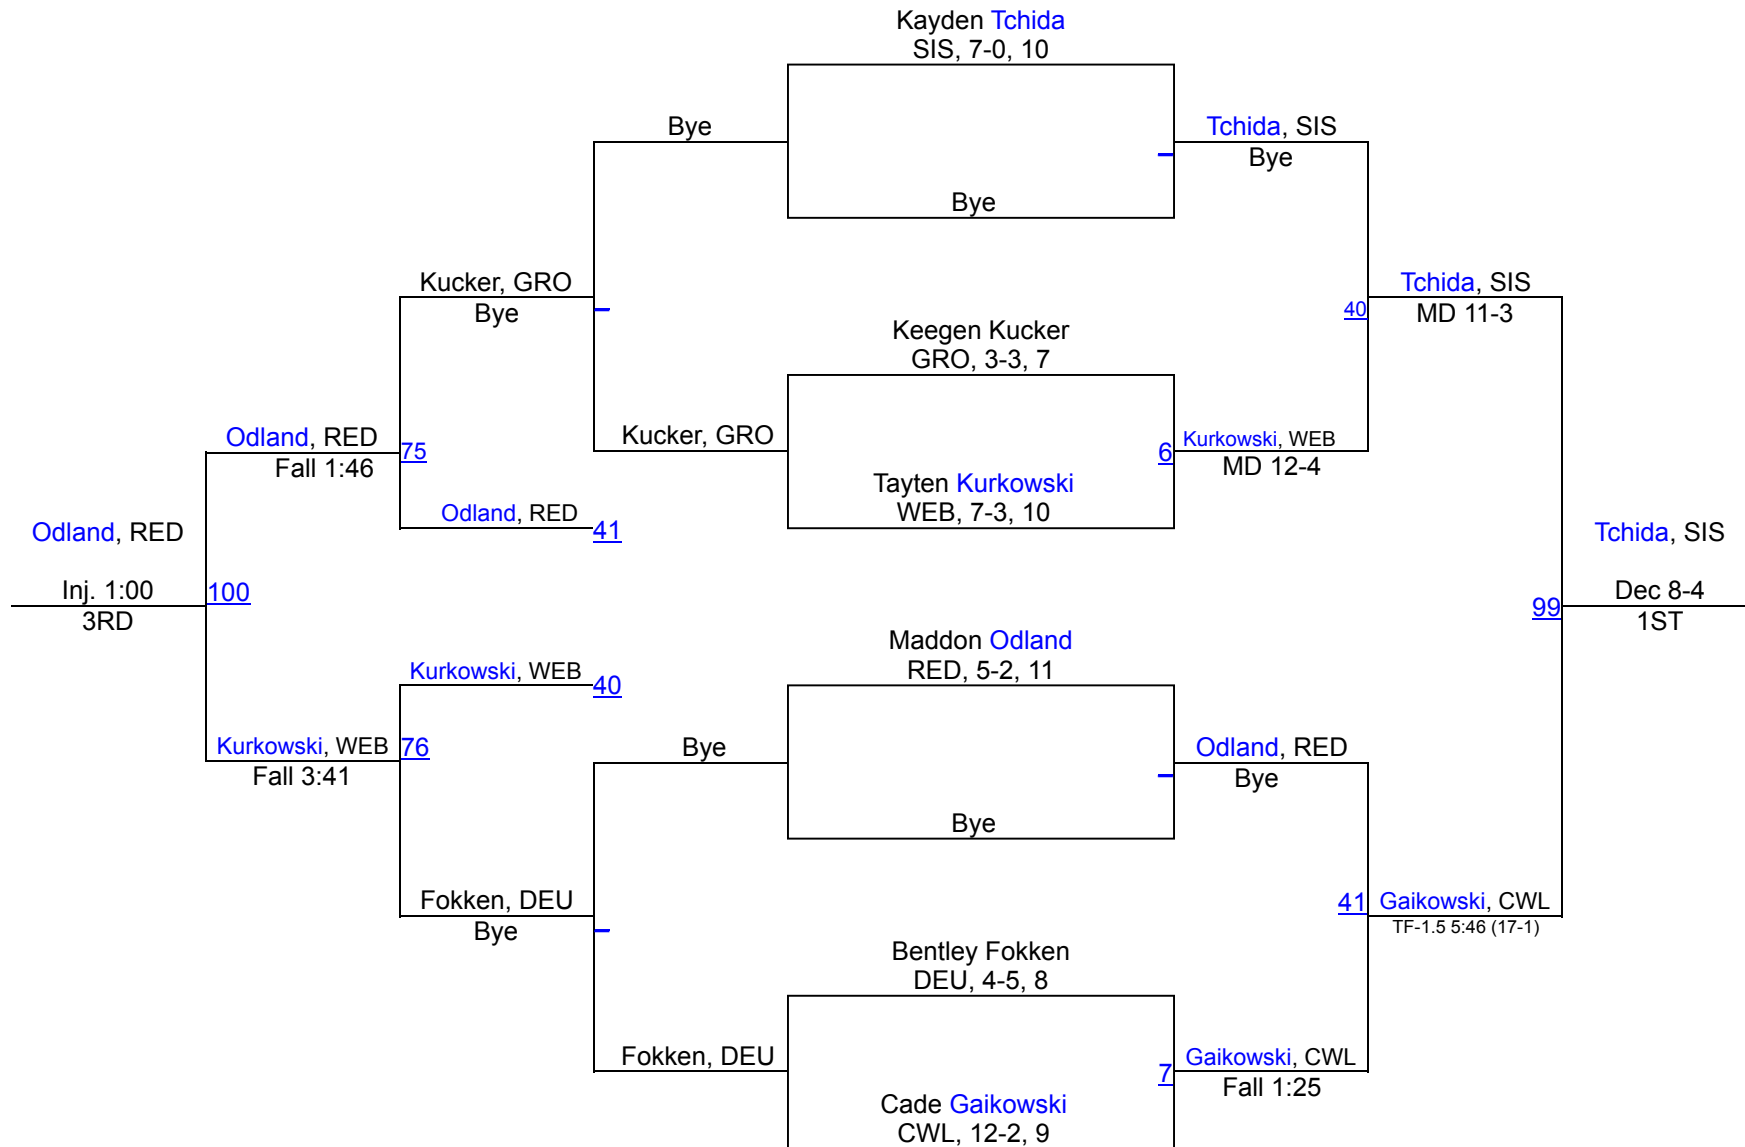 Kayden Tchida
SIS, 7-0, 10
Bye
Tchida, SIS
Bye
Bye
Kucker, GRO
Bye
Tchida, SIS
MD 11-3
40
Keegen Kucker
GRO, 3-3, 7
Odland, RED
Fall 1:46
75
Kucker, GRO
6
Kurkowski, WEB
MD 12-4
Tayten Kurkowski
WEB, 7-3, 10
Odland, RED
41
Odland, RED
Inj. 1:00
3RD
100
Tchida, SIS
Dec 8-4
1ST
99
Maddon Odland
RED, 5-2, 11
Kurkowski, WEB
40
Kurkowski, WEB
Fall 3:41
76
Bye
Odland, RED
Bye
Bye
Fokken, DEU
Bye
41
Gaikowski, CWL
TF-1.5 5:46 (17-1)
Bentley Fokken
DEU, 4-5, 8
Fokken, DEU
7
Gaikowski, CWL
Fall 1:25
Cade Gaikowski
CWL, 12-2, 9